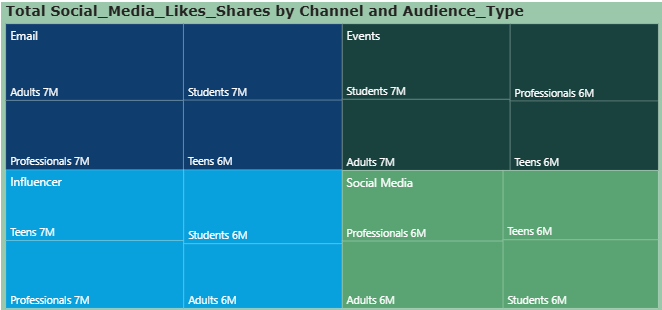 Total Social_Media_Likes_Shares by Channel and Audience_Type
Email
Adults 7M
Students 7M
Professionals 7M
Teens 6M
Events
Students 7M
Professionals 6M
Adults 7M
Teens 6M
Influencer
Teens 7M
Students 6M
Professionals 7M
Adults 6M
Social Media
Professionals 6M
Teens 6M
Adults 6M
Students 6M